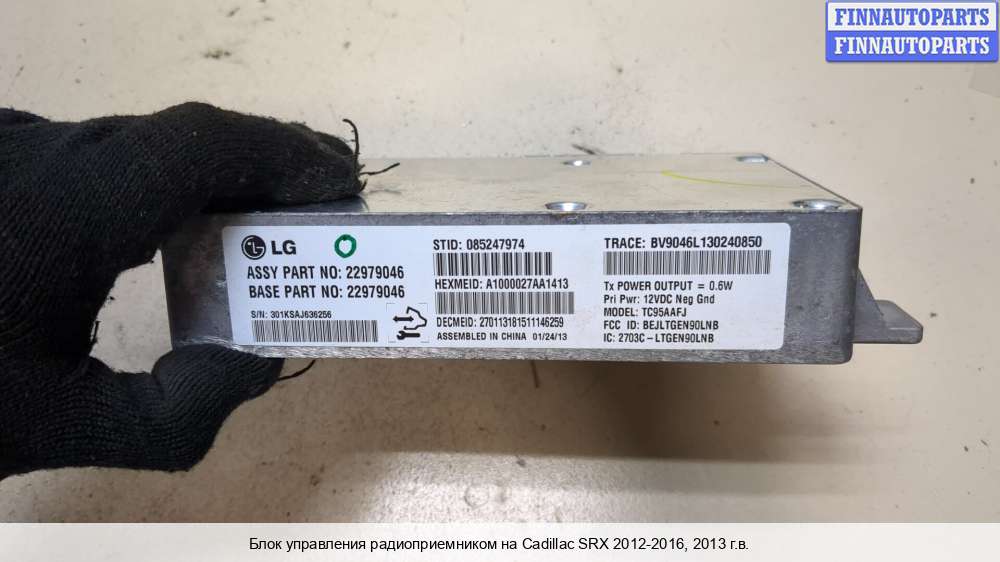 FINNAUTOPARTS
FINNAUTOPARTS
LG
ASSY PART NO: 22979046
BASE PART NO: 22979046
S/N: 301KSAJ636256
STID: 085247974
HEXMEID: A1000027AA1413
DECMEID: 270113181511146259
ASSEMBLED IN CHINA 01/24/13
TRACE: BV9046L130240850
Tx POWER OUTPUT = 0.6W
Pri Pwr: 12VDC Neg Gnd
MODEL: TC95AAFJ
FCC ID: BEJLTGEN90LNB
IC: 2703C-LTGEN90LNB
Блок управления радиоприемником на Cadillac SRX 2012-2016, 2013 г.в.